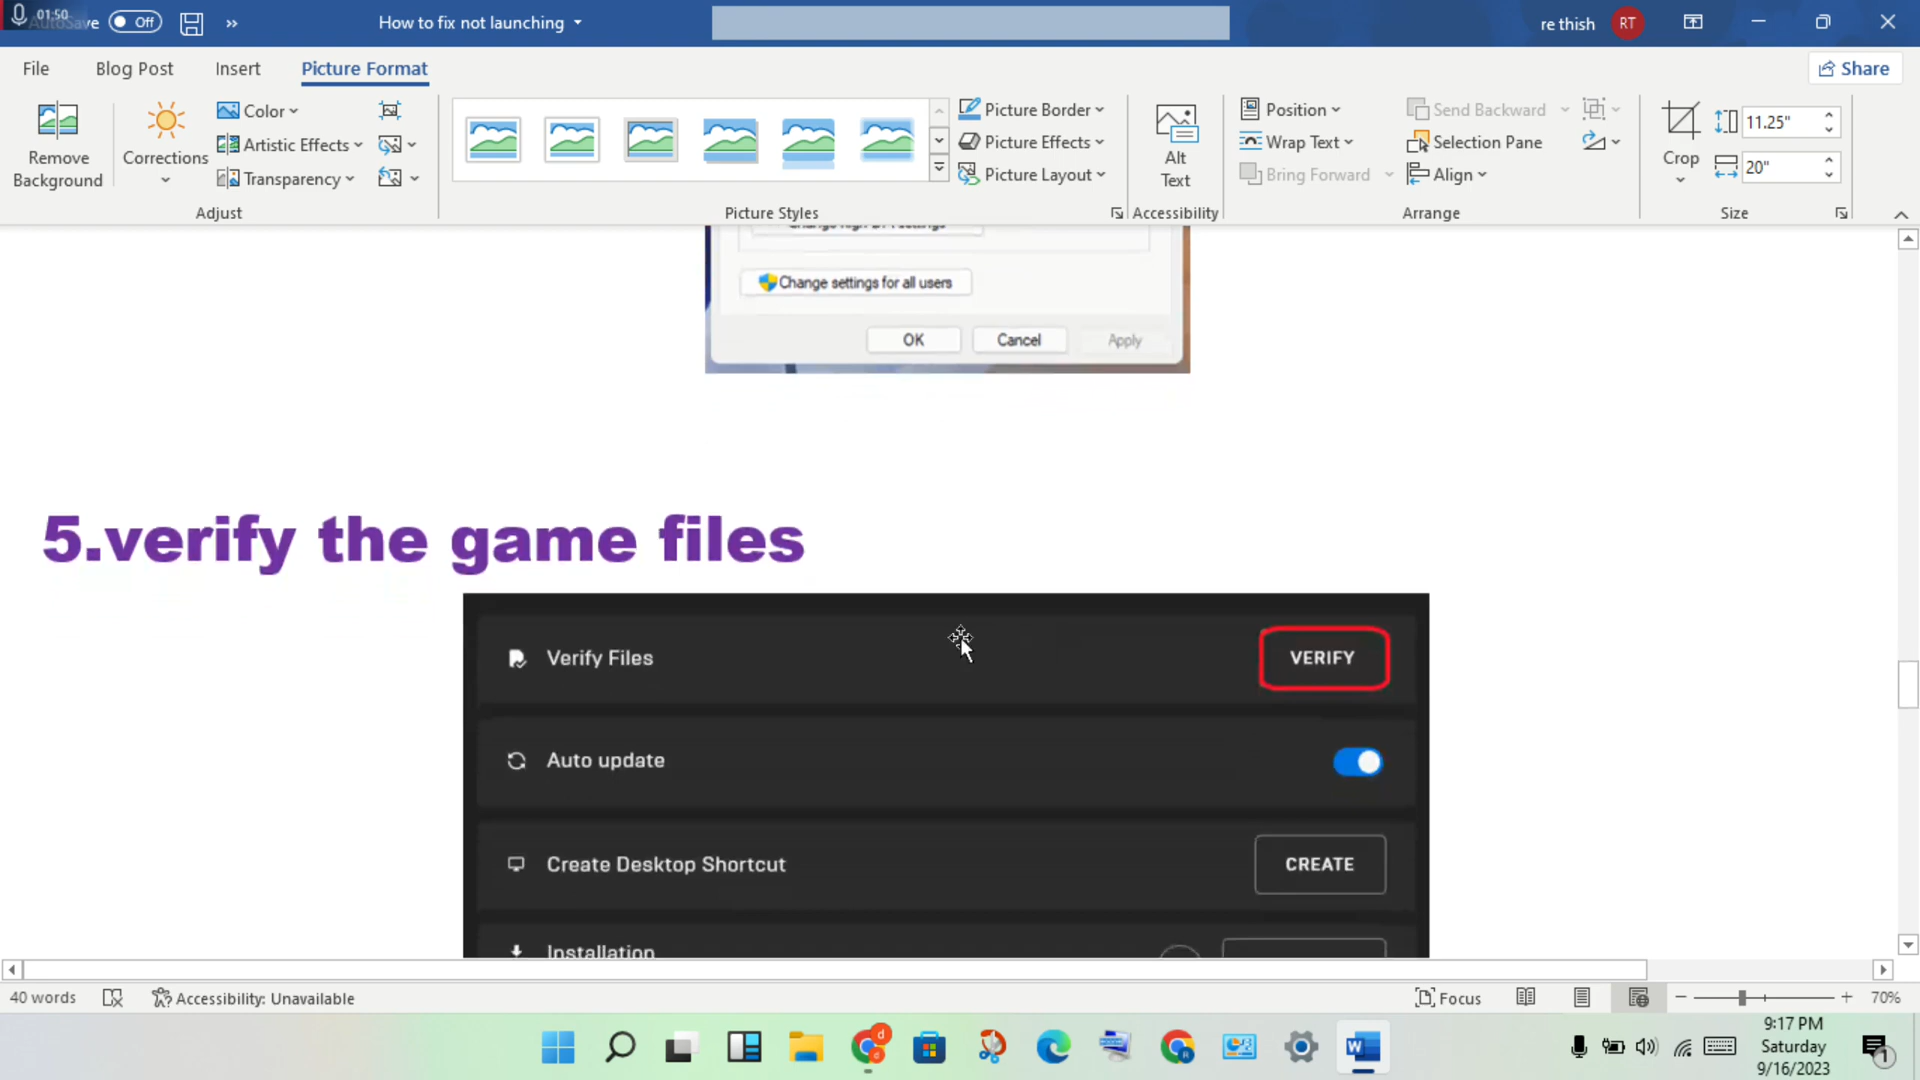 01:50
Off
How to fix not launching
re thish
RT
File
Blog Post
Insert
Picture Format
Share
Remove Background
Corrections
Color
Artistic Effects
Transparency
Adjust
Picture Styles
Picture Border
Picture Effects
Picture Layout
Alt Text
Accessibility
Position
Wrap Text
Bring Forward
Send Backward
Selection Pane
Align
Arrange
Crop
11.25"
20"
Size
Change settings for all users
OK
Cancel
Apply
5.verify the game files
Verify Files
VERIFY
Auto update
Create Desktop Shortcut
CREATE
Installation
40 words
Accessibility: Unavailable
Focus
70%
9:17 PM
Saturday
9/16/2023
1